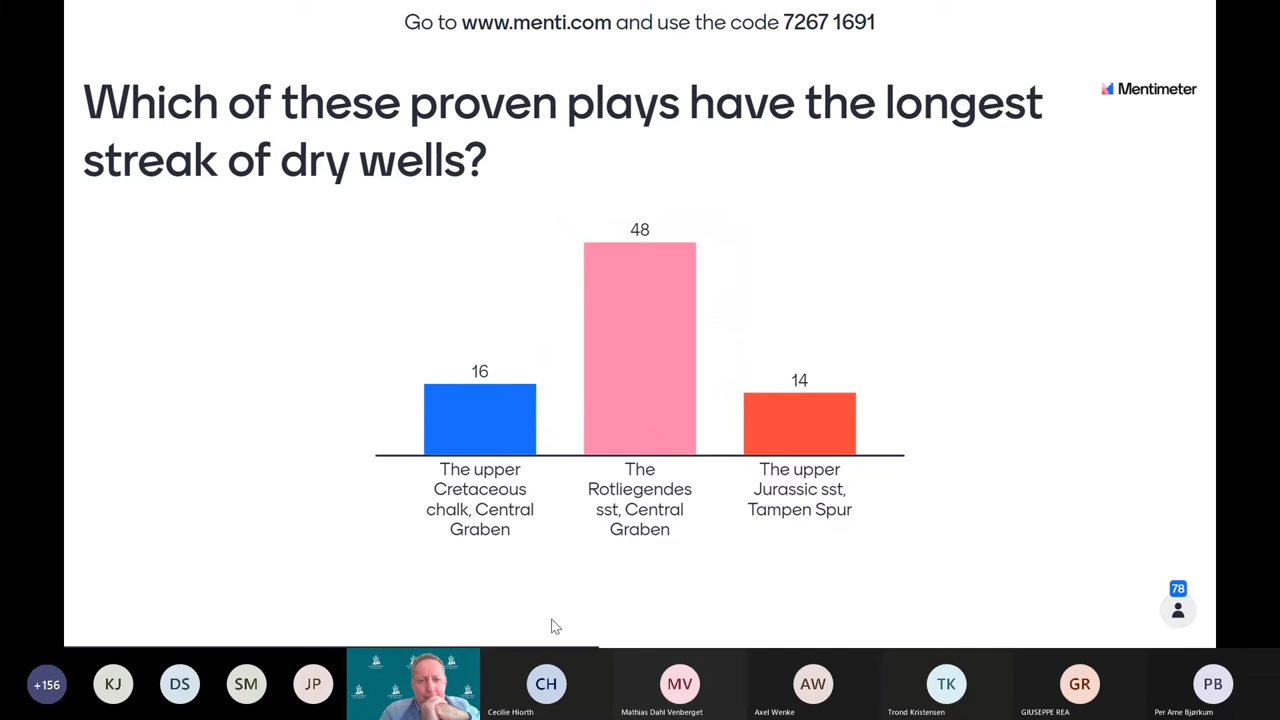 Go to www.menti.com and use the code 7267 1691
Which of these proven plays have the longest
streak of dry wells?
Mentimeter
48
16
14
The upper
Cretaceous
chalk, Central
Graben
The
Rotliegendes
sst, Central
Graben
The upper
Jurassic sst,
Tampen Spur
78
+156
KJ
DS
SM
JP
CH
Cecilie Hiorth
MV
Mathias Dahl Venberget
AW
Axel Wenke
TK
Trond Kristensen
GR
GIUSEPPE REA
PB
Per Arne Bjørkum